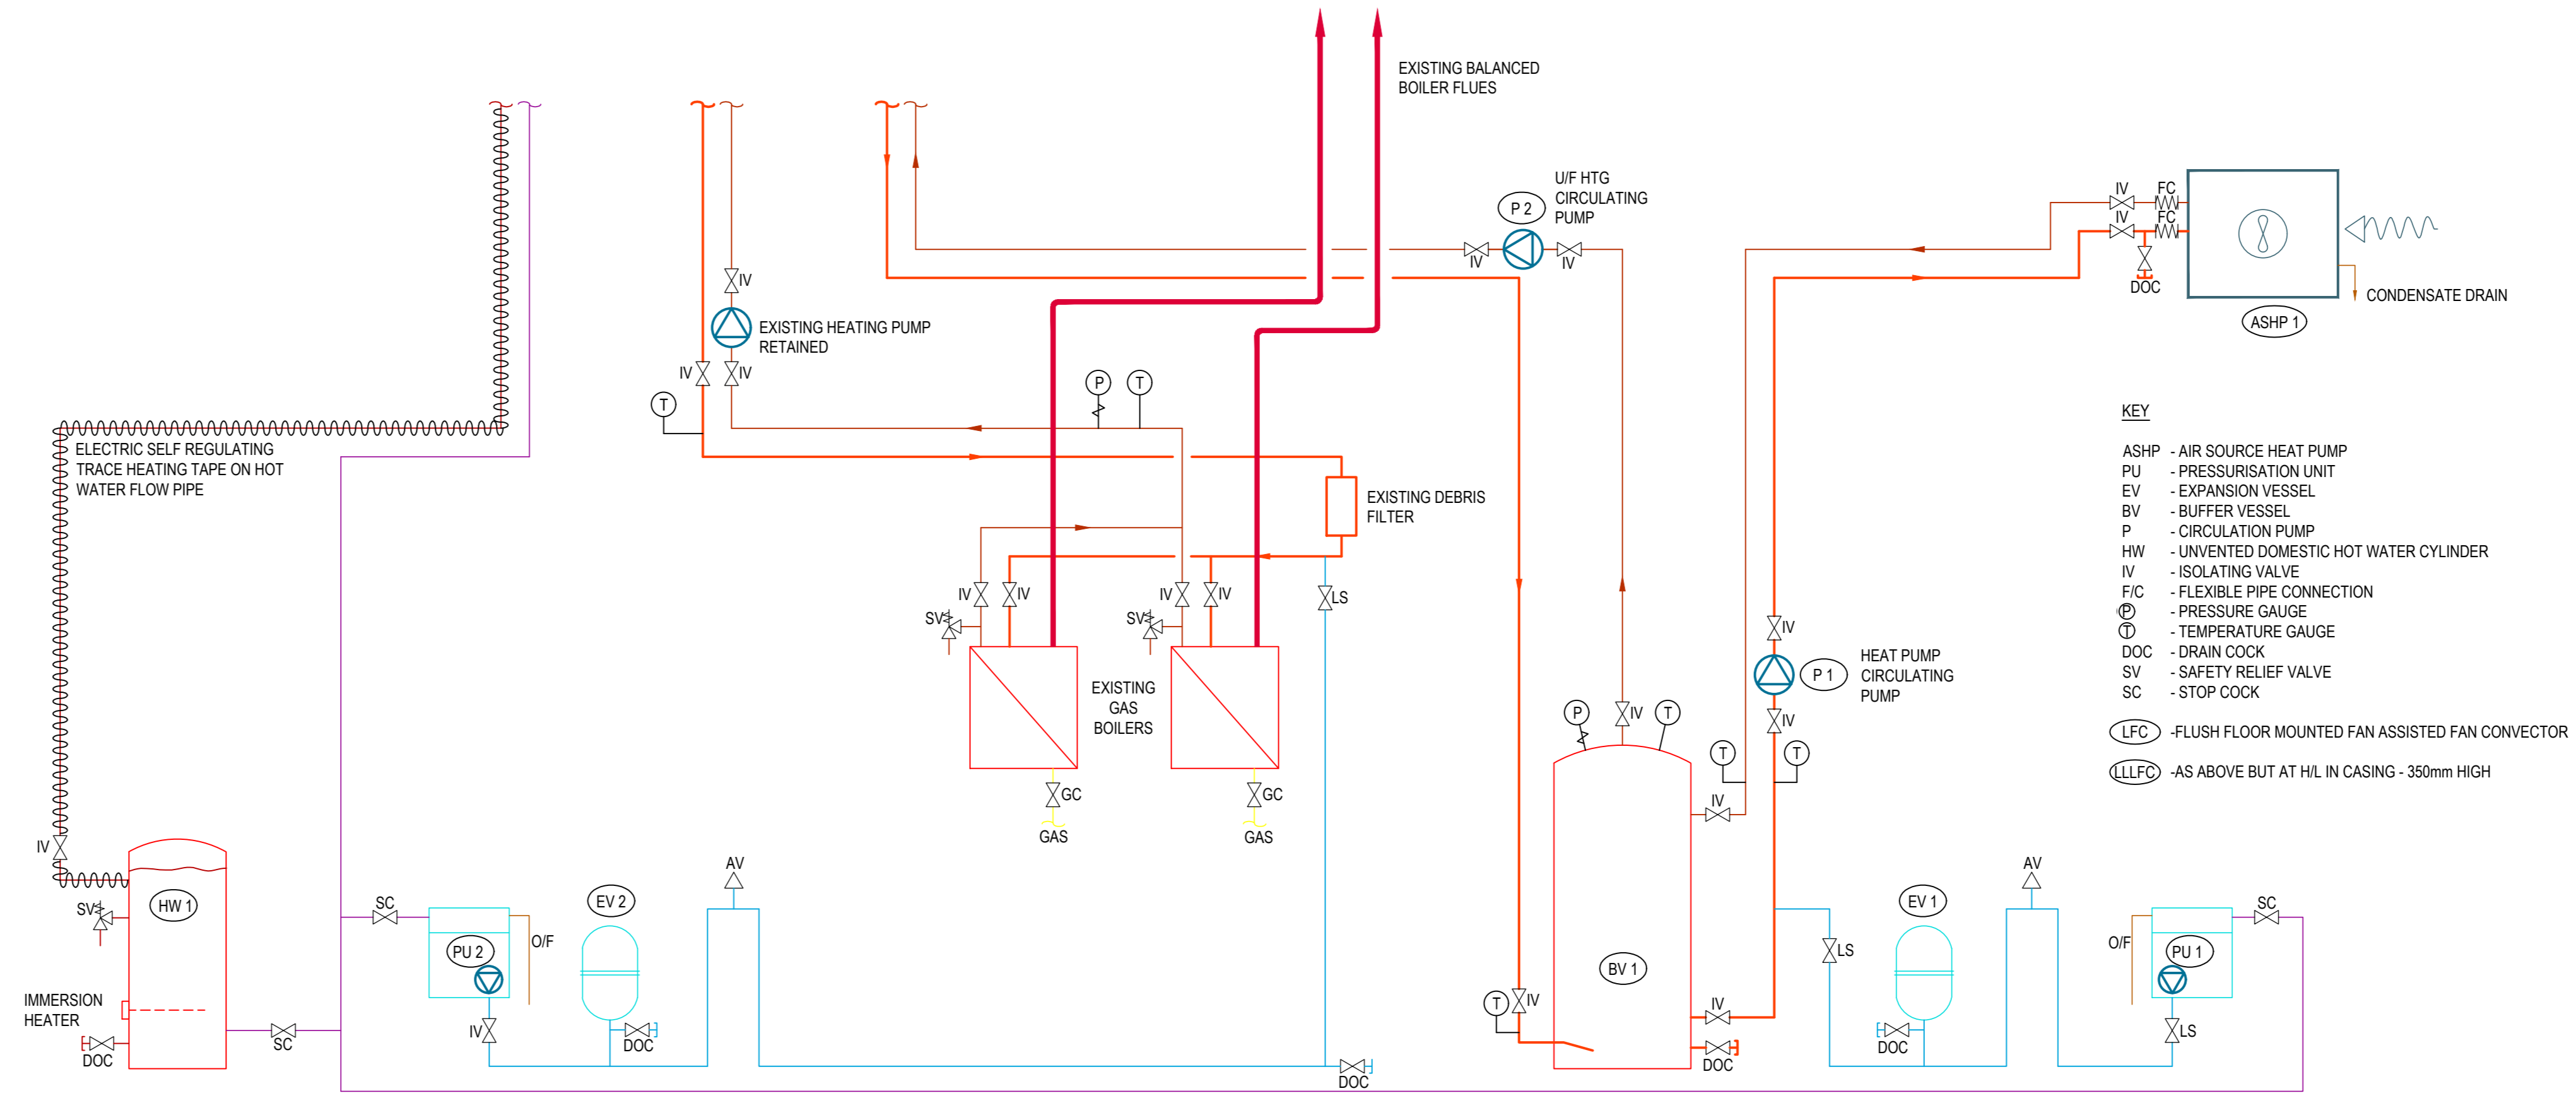 EXISTING BALANCED
BOILER FLUES
U/F HTG
CIRCULATING
PUMP
P 2
IV
IV
IV
FC
IV
FC
DOC
CONDENSATE DRAIN
ASHP 1
IV
EXISTING HEATING PUMP
RETAINED
IV
IV
T
P
T
ELECTRIC SELF REGULATING
TRACE HEATING TAPE ON HOT
WATER FLOW PIPE
EXISTING DEBRIS
FILTER
IV
IV
IV
IV
LS
SV
SV
EXISTING
GAS
BOILERS
GC
GC
GAS
GAS
IV
P 1
HEAT PUMP
CIRCULATING
PUMP
IV
P
IV
T
T
T
IV
KEY
ASHP - AIR SOURCE HEAT PUMP
PU - PRESSURISATION UNIT
EV - EXPANSION VESSEL
BV - BUFFER VESSEL
P - CIRCULATION PUMP
HW - UNVENTED DOMESTIC HOT WATER CYLINDER
IV - ISOLATING VALVE
F/C - FLEXIBLE PIPE CONNECTION
P - PRESSURE GAUGE
T - TEMPERATURE GAUGE
DOC - DRAIN COCK
SV - SAFETY RELIEF VALVE
SC - STOP COCK
LFC -FLUSH FLOOR MOUNTED FAN ASSISTED FAN CONVECTOR
LLLFC -AS ABOVE BUT AT H/L IN CASING - 350mm HIGH
IV
HW 1
SV
IMMERSION
HEATER
DOC
SC
SC
PU 2
O/F
IV
EV 2
DOC
AV
DOC
BV 1
T
IV
IV
DOC
LS
EV 1
DOC
AV
O/F
PU 1
SC
LS